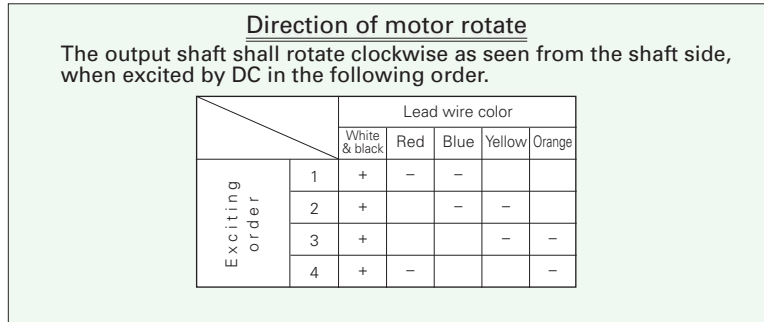 Direction of motor rotate
The output shaft shall rotate clockwise as seen from the shaft side,
when excited by DC in the following order.
Lead wire color
White & black Red Blue Yellow Orange
Exciting order
1 + – –
2 + – –
3 + – –
4 + – –